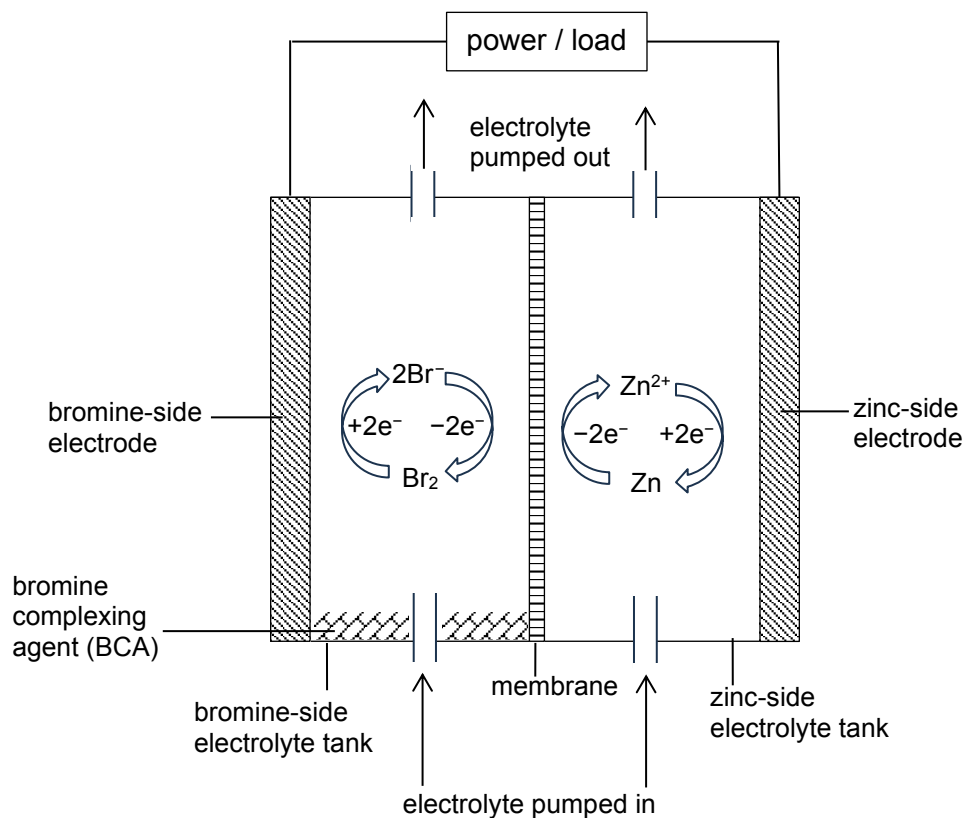 power / load
electrolyte
pumped out
2Br⁻
Zn²⁺
bromine-side
electrode
+2e⁻
−2e⁻
−2e⁻
+2e⁻
zinc-side
electrode
Br₂
Zn
bromine
complexing
agent (BCA)
membrane
bromine-side
electrolyte tank
zinc-side
electrolyte tank
electrolyte pumped in